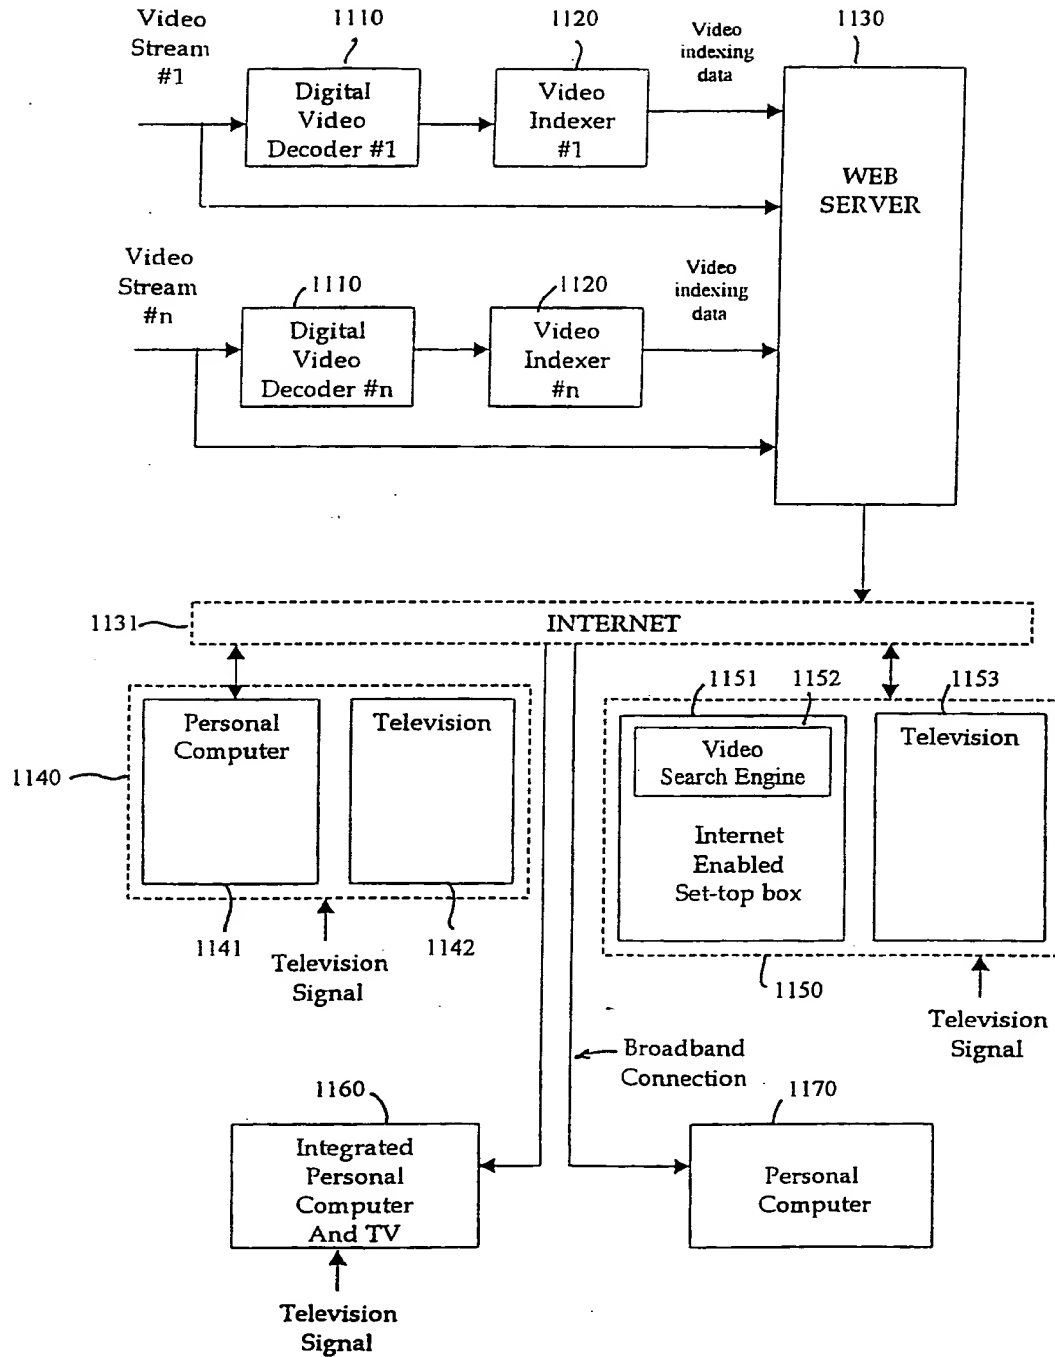 Video
Stream
#1
1110
1120
Video
indexing
data
1130
Digital
Video
Decoder #1
Video
Indexer
#1
WEB
SERVER
Video
Stream
#n
1110
1120
Video
indexing
data
Digital
Video
Decoder #n
Video
Indexer
#n
1131
INTERNET
1151
1152
1153
1140
Personal
Computer
Television
Video
Search Engine
Internet
Enabled
Set-top box
Television
1141
1142
Television
Signal
1150
Television
Signal
Broadband
Connection
1160
1170
Integrated
Personal
Computer
And TV
Personal
Computer
Television
Signal